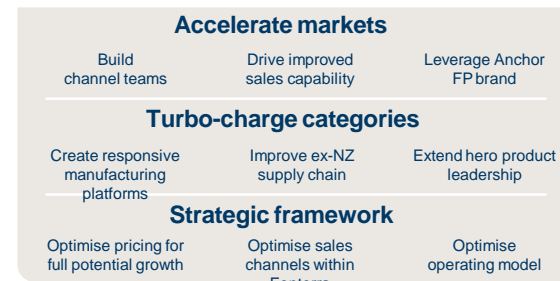 Accelerate markets
Build
channel teams
Drive improved
sales capability
Leverage Anchor
FP brand
Turbo-charge categories
Create responsive
manufacturing
platforms
Improve ex-NZ
supply chain
Extend hero product
leadership
Strategic framework
Optimise pricing for
full potential growth
Optimise sales
channels within
Optimise
operating model